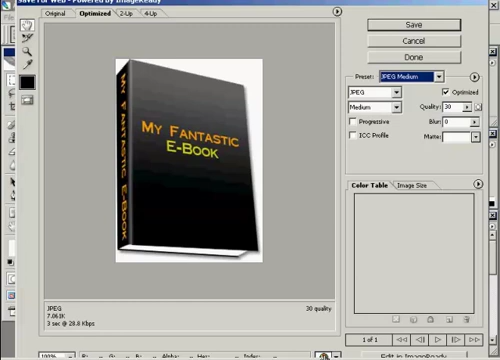 Save For Web - Powered By ImageReady
Original
Optimized
2-Up
4-Up
Save
Cancel
Done
Preset: JPEG Medium
JPEG
Optimized
Medium
Quality: 30
Progressive
Blur: 0
ICC Profile
Matte:
Color Table
Image Size
My Fantastic E-Book
My Fantastic
E-Book
JPEG
30 quality
7.061K
3 sec @ 28.8 Kbps
1 of 1
100%
R:
G:
B:
Alpha:
Hex:
Index:
Edit in ImageReady